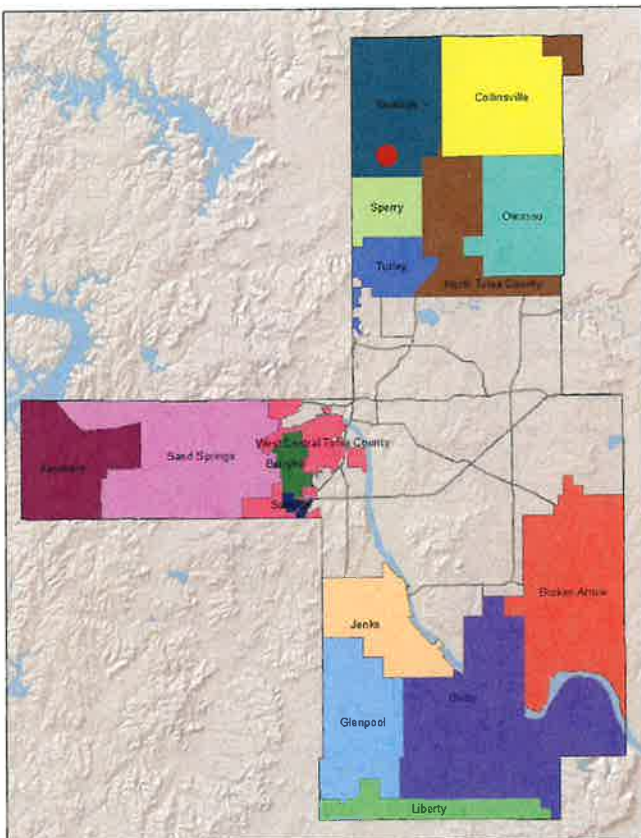 Skiatook
Collinsville
Sperry
Owasso
Turley
North Tulsa County
West Central Tulsa County
Sand Springs
Keystone
Berryhill
Broken Arrow
Jenks
Bixby
Glenpool
Liberty